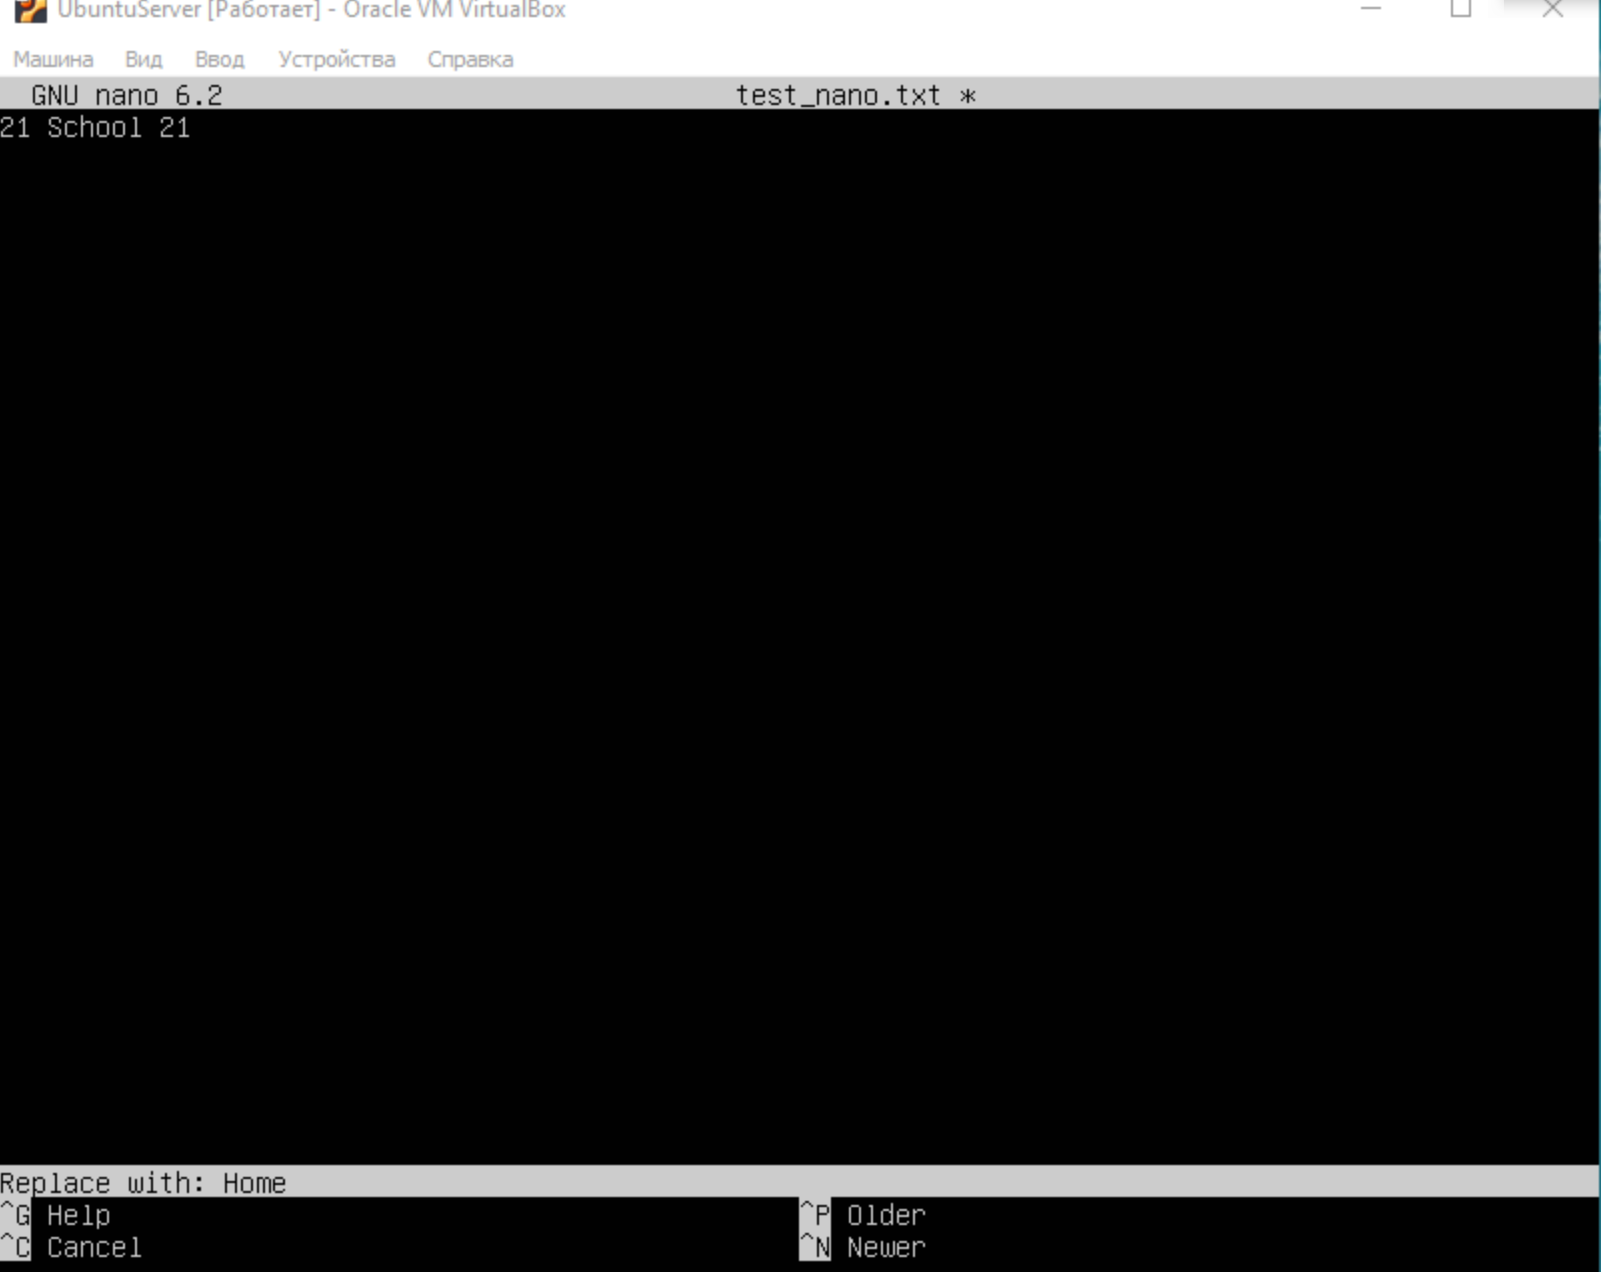 UbuntuServer [Работает] - Oracle VM VirtualBox
Машина Вид Ввод Устройства Справка
GNU nano 6.2 test_nano.txt *
21 School 21
Replace with: Home
^G Help ^P Older
^C Cancel ^N Newer